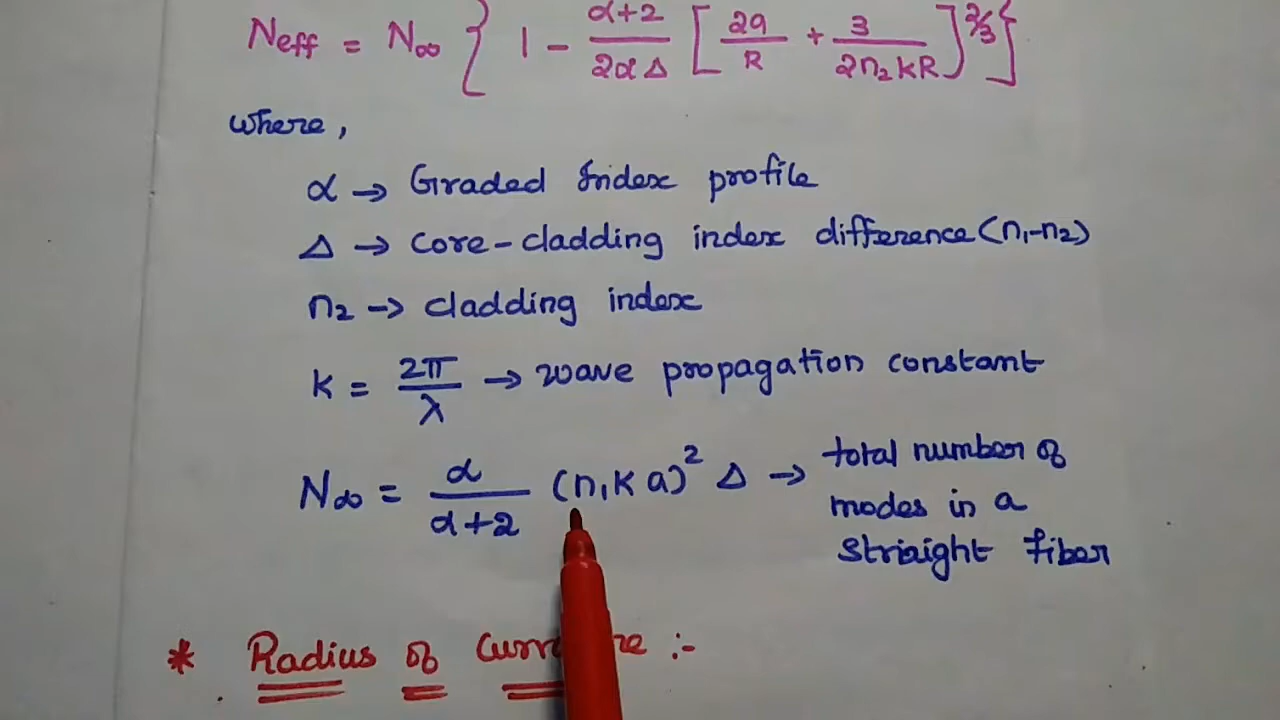 Neff = N∞ { 1 - α+2 / 2αΔ [ 2a / R + 3 / 2n₂kR ]^2/3 }
where,
α → Graded Index profile
Δ → core-cladding index difference (n₁-n₂)
n₂ → cladding index
k = 2π / λ → wave propagation constant
N∞ = α / α+2 (n₁ka)² Δ → total number of
modes in a
striaight fiber
* Radius of :-